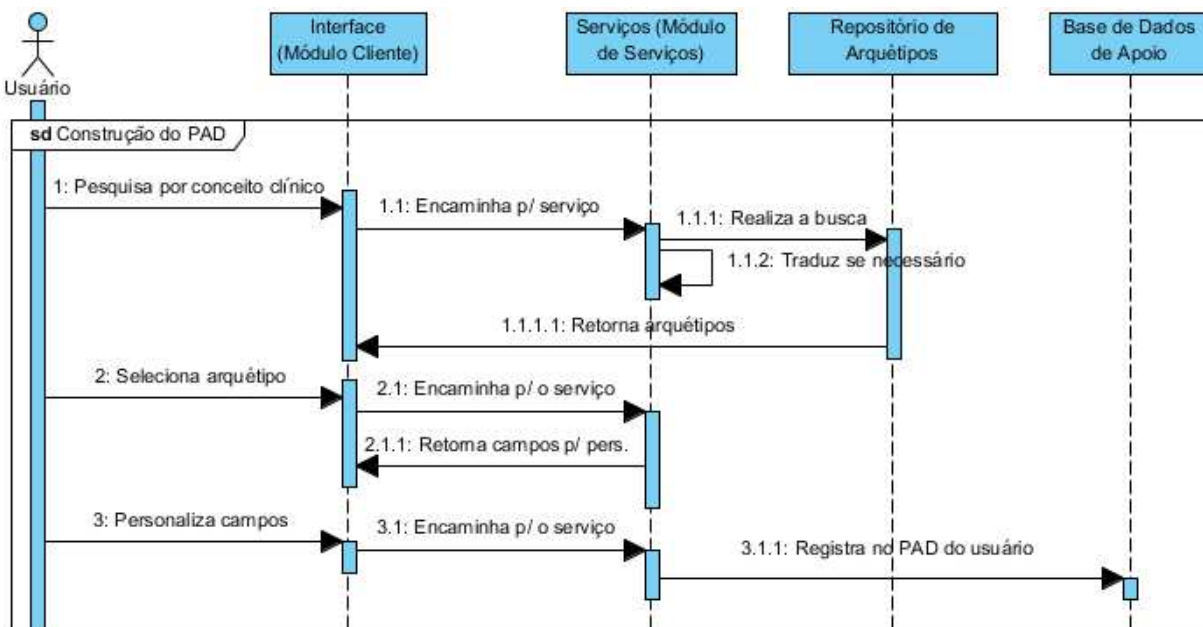 Usuário
Interface
(Módulo Cliente)
Serviços (Módulo
de Serviços)
Repositório de
Arquétipos
Base de Dados
de Apoio
sd Construção do PAD
1: Pesquisa por conceito clínico
1.1: Encaminha p/ serviço
1.1.1: Realiza a busca
1.1.2: Traduz se necessário
1.1.1.1: Retorna arquétipos
2: Seleciona arquétipo
2.1: Encaminha p/ o serviço
2.1.1: Retorna campos p/ pers.
3: Personaliza campos
3.1: Encaminha p/ o serviço
3.1.1: Registra no PAD do usuário